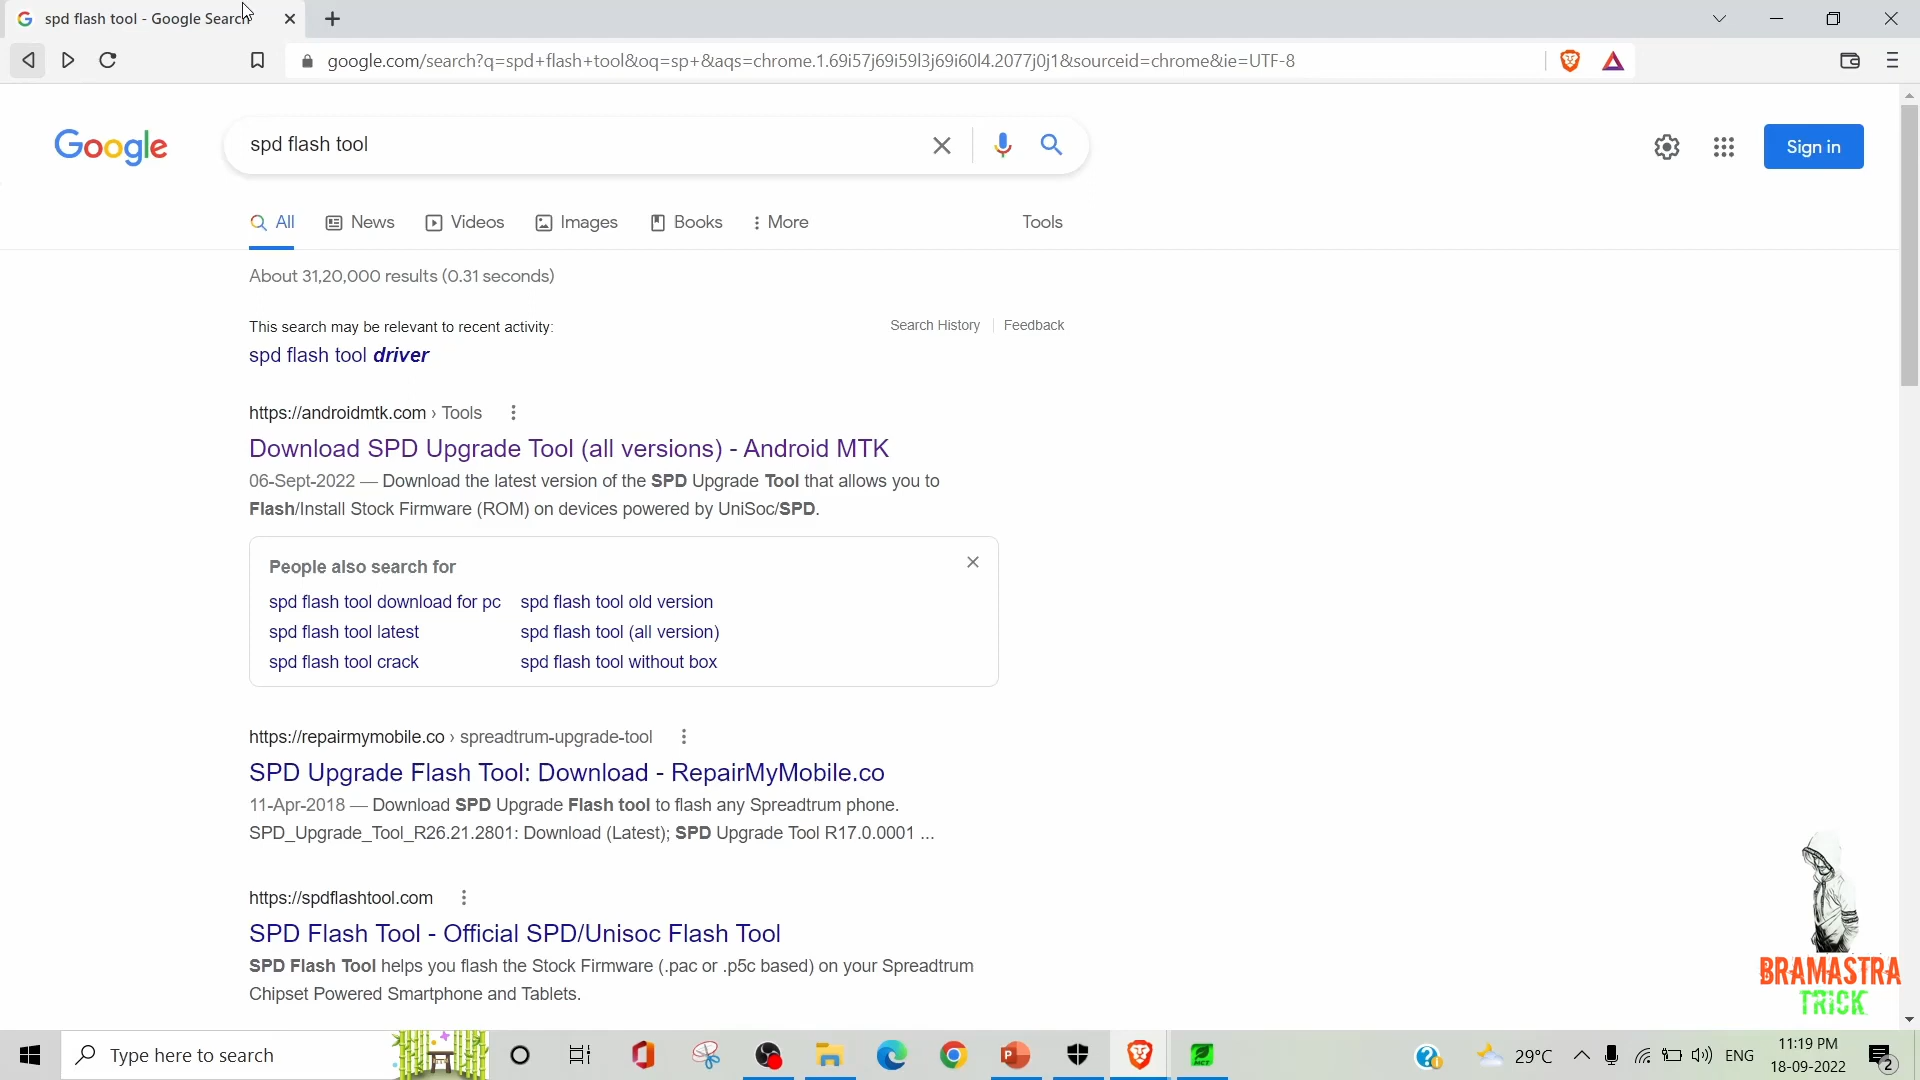 spd flash tool - Google Search
google.com/search?q=spd+flash+tool&oq=sp+&aqs=chrome.1.69i57j69i59l3j69i60l4.2077j0j1&sourceid=chrome&ie=UTF-8
Google
spd flash tool
Sign in
All News Videos Images Books More Tools
About 31,20,000 results (0.31 seconds)
This search may be relevant to recent activity:
Search History Feedback
spd flash tool driver
https://androidmtk.com › Tools
Download SPD Upgrade Tool (all versions) - Android MTK
06-Sept-2022 — Download the latest version of the SPD Upgrade Tool that allows you to
Flash/Install Stock Firmware (ROM) on devices powered by UniSoc/SPD.
People also search for
spd flash tool download for pc spd flash tool old version
spd flash tool latest spd flash tool (all version)
spd flash tool crack spd flash tool without box
https://repairmymobile.co › spreadtrum-upgrade-tool
SPD Upgrade Flash Tool: Download - RepairMyMobile.co
11-Apr-2018 — Download SPD Upgrade Flash tool to flash any Spreadtrum phone.
SPD_Upgrade_Tool_R26.21.2801: Download (Latest); SPD Upgrade Tool R17.0.0001 ...
https://spdflashtool.com
SPD Flash Tool - Official SPD/Unisoc Flash Tool
SPD Flash Tool helps you flash the Stock Firmware (.pac or .p5c based) on your Spreadtrum
Chipset Powered Smartphone and Tablets.
BRAMASTRA
TRICK
Type here to search
29°C
ENG
11:19 PM
18-09-2022
2